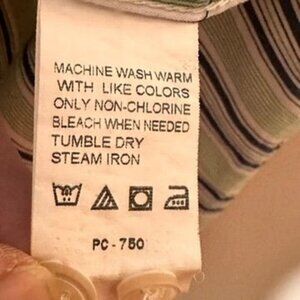 MACHINE WASH WARM
WITH LIKE COLORS
ONLY NON-CHLORINE
BLEACH WHEN NEEDED
TUMBLE DRY
STEAM IRON
PC - 750